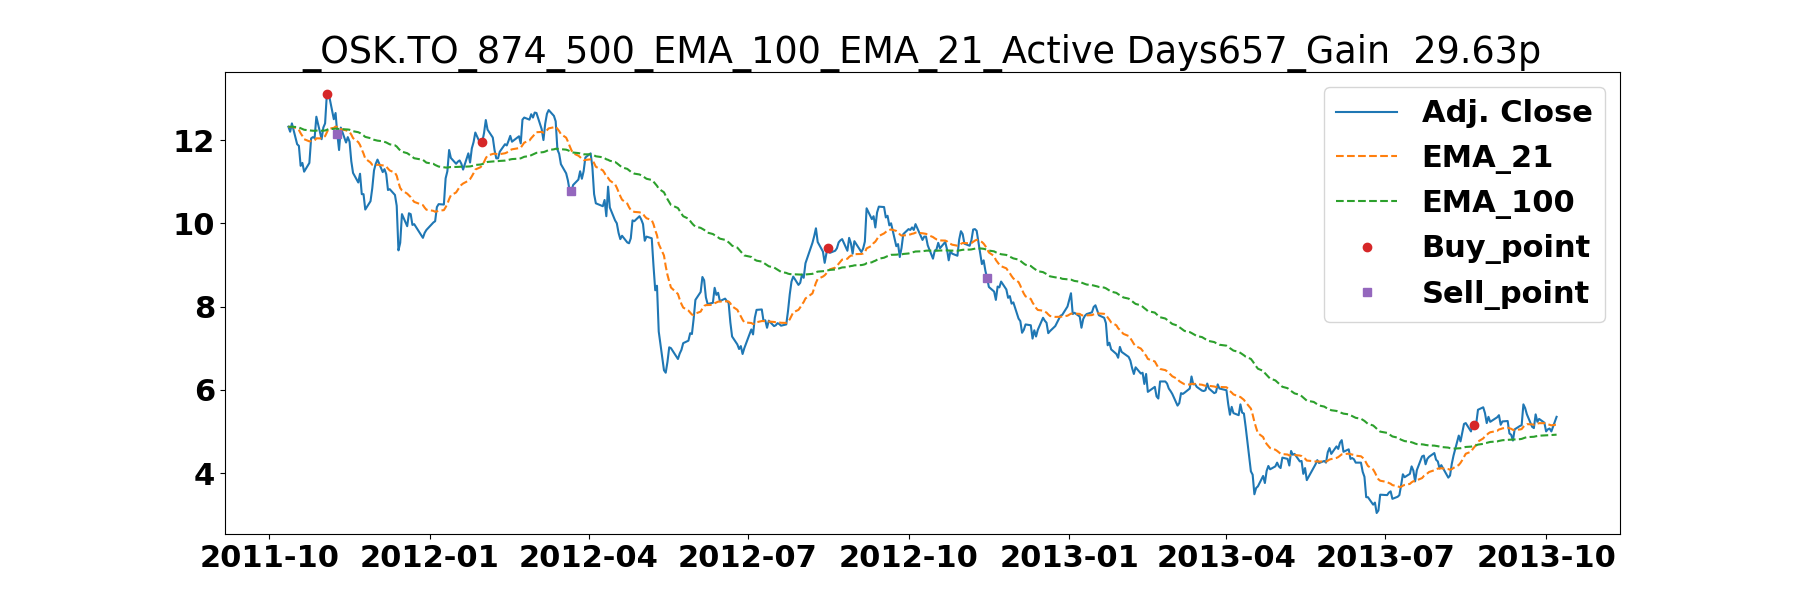 _OSK.TO_874_500_EMA_100_EMA_21_Active Days657_Gain  29.63p
Adj. Close
EMA_21
EMA_100
Buy_point
Sell_point
12
10
8
6
4
2011-10 2012-01 2012-04 2012-07 2012-10 2013-01 2013-04 2013-07 2013-10